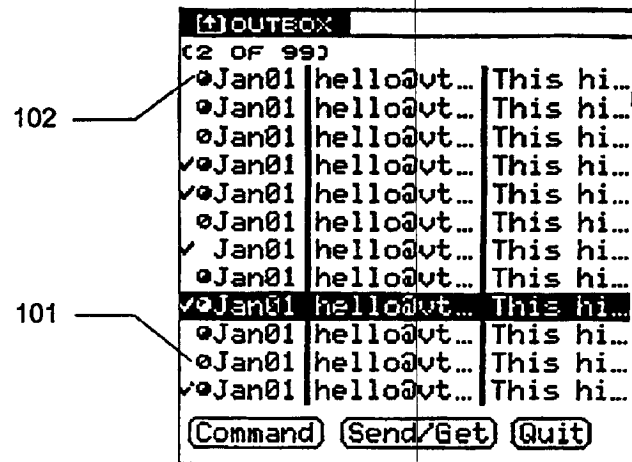 [↑] OUTBOX
(2 OF 99)
Jan01 hello@vt… This hi…
Jan01 hello@vt… This hi…
Jan01 hello@vt… This hi…
✓ Jan01 hello@vt… This hi…
✓ Jan01 hello@vt… This hi…
Jan01 hello@vt… This hi…
✓ Jan01 hello@vt… This hi…
Jan01 hello@vt… This hi…
✓ Jan01 hello@vt… This hi…
Jan01 hello@vt… This hi…
Jan01 hello@vt… This hi…
✓ Jan01 hello@vt… This hi…
Command Send/Get Quit
102
101